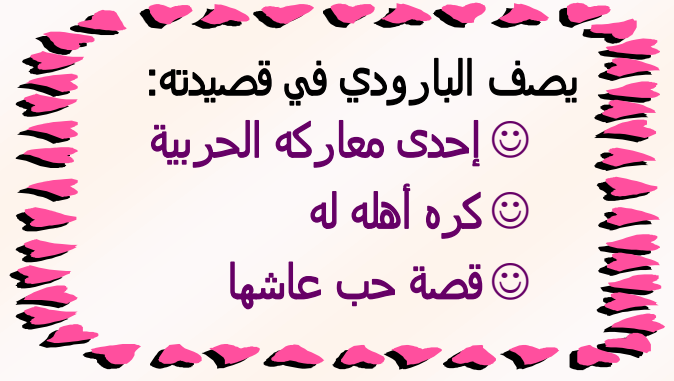 يصف البارودي في قصيدته:
إحدى معاركه الحربية
كره أهله له
قصة حب عاشها